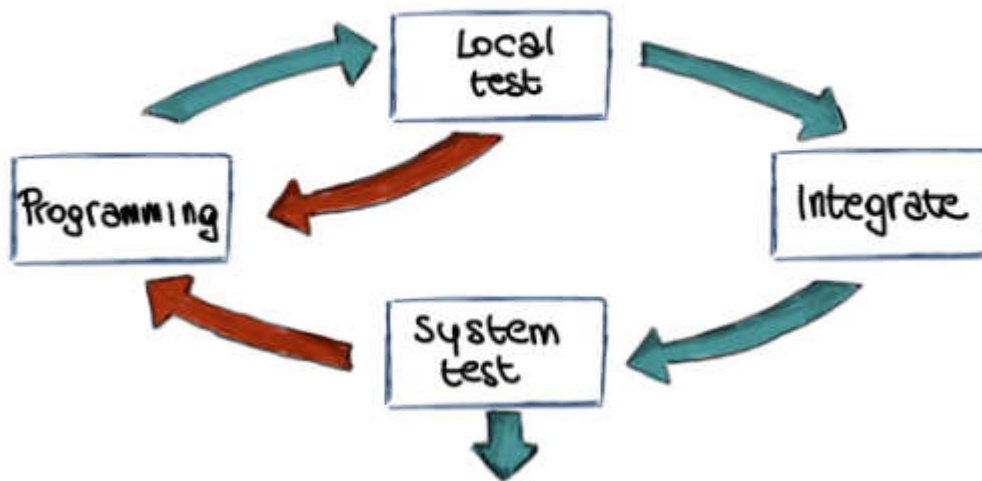 Local
test
Programming
Integrate
System
test